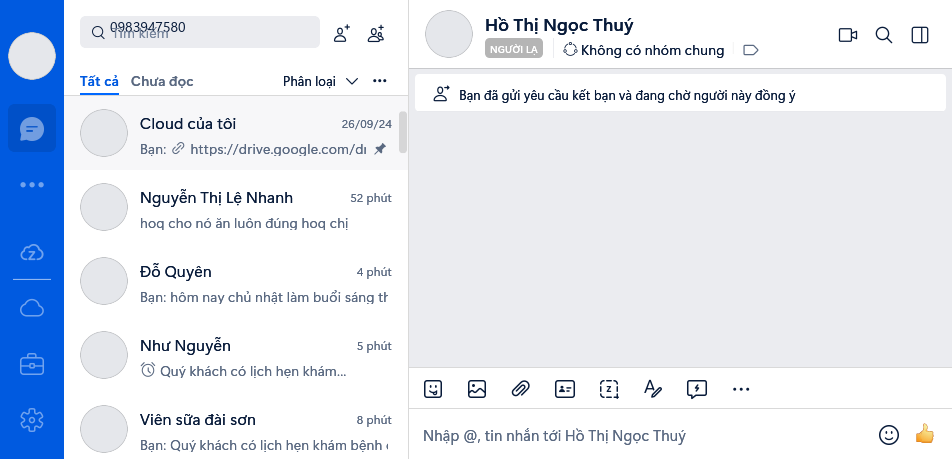 0983947580
Tìm kiếm
Tất cả Chưa đọc Phân loại
Cloud của tôi 26/09/24
Bạn: https://drive.google.com/dr
Nguyễn Thị Lệ Nhanh 52 phút
hoq cho nó ăn luôn đúng hoq chị
Đỗ Quyên 4 phút
Bạn: hôm nay chủ nhật làm buổi sáng th
Như Nguyễn 5 phút
Quý khách có lịch hẹn khám...
Viên sữa đài sơn 8 phút
Bạn: Quý khách có lịch hẹn khám bệnh
Hồ Thị Ngọc Thuý
NGƯỜI LẠ Không có nhóm chung
Bạn đã gửi yêu cầu kết bạn và đang chờ người này đồng ý
Nhập @, tin nhắn tới Hồ Thị Ngọc Thuý